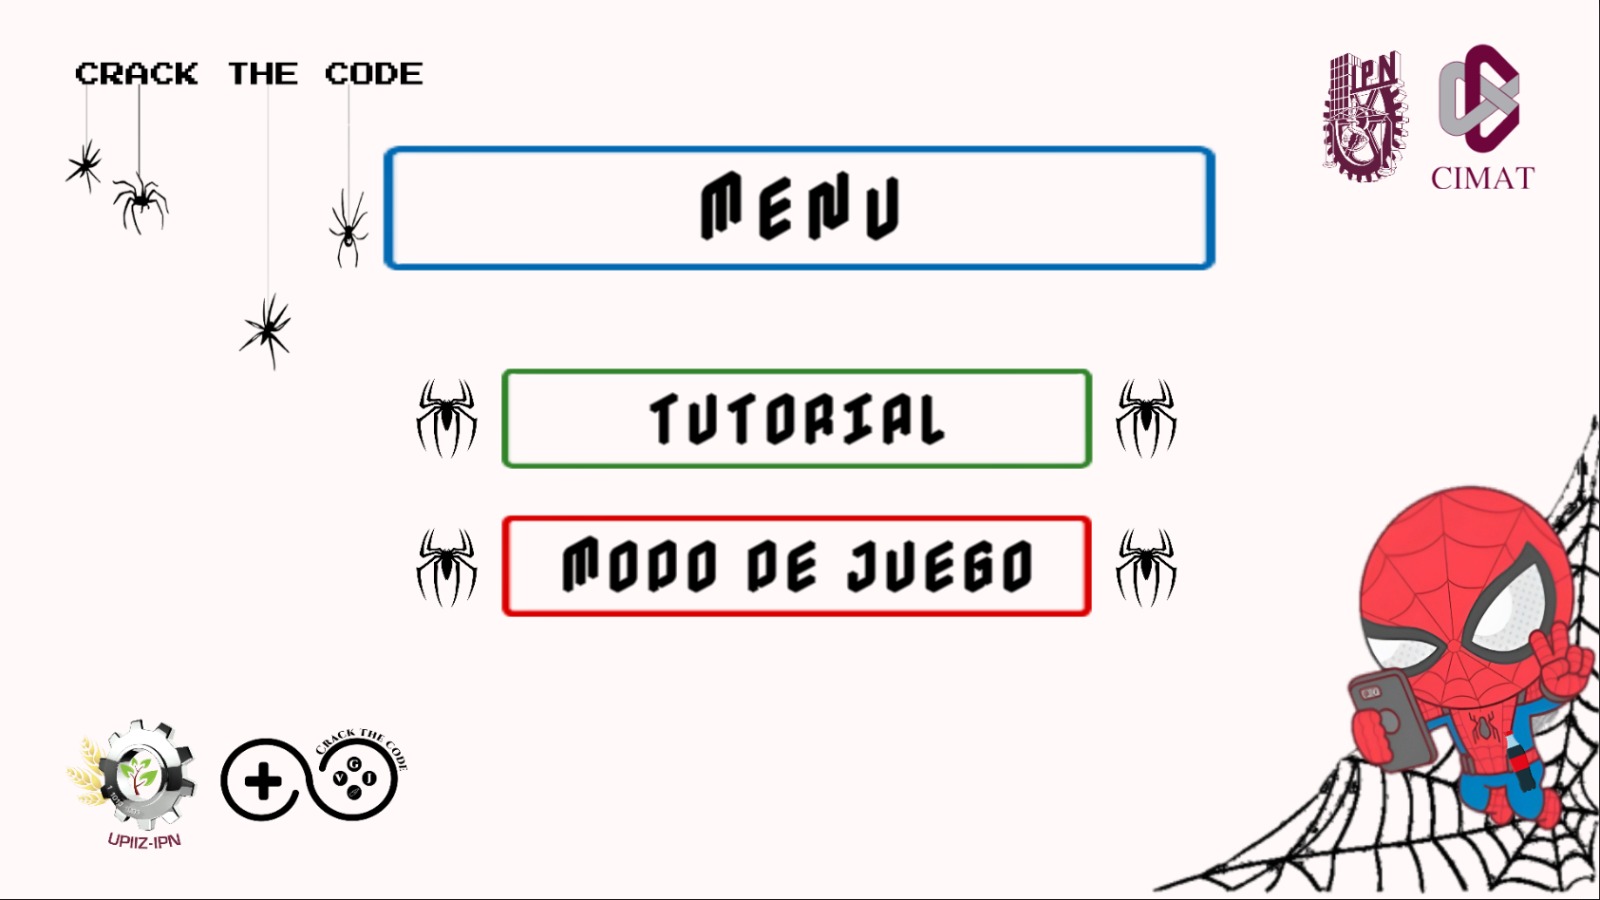 CRACK THE CODE
IPN
CIMAT
MENU
TUTORIAL
MODO DE JUEGO
UPIIZ-IPN
CRACK THE CODE
G
V J